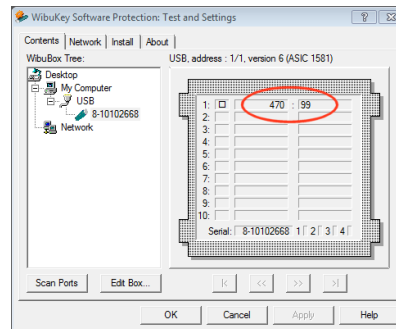 WibuKey Software Protection: Test and Settings
Contents Network Install About
WibuBox Tree:
USB, address : 1/1, version 6 (ASIC 1581)
Desktop
My Computer
USB
8-10102668
Network
1: 470 : 99
2:
3:
4:
5:
6:
7:
8:
9:
10:
Serial: 8-10102668 1 2 3 4
Scan Ports Edit Box... |< << >> >|
OK Cancel Apply Help